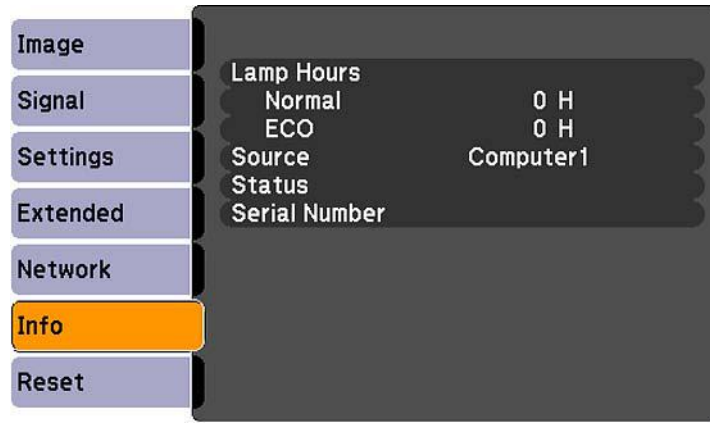 Image
Signal
Settings
Extended
Network
Info
Reset
Lamp Hours
Normal 0 H
ECO 0 H
Source Computer1
Status
Serial Number